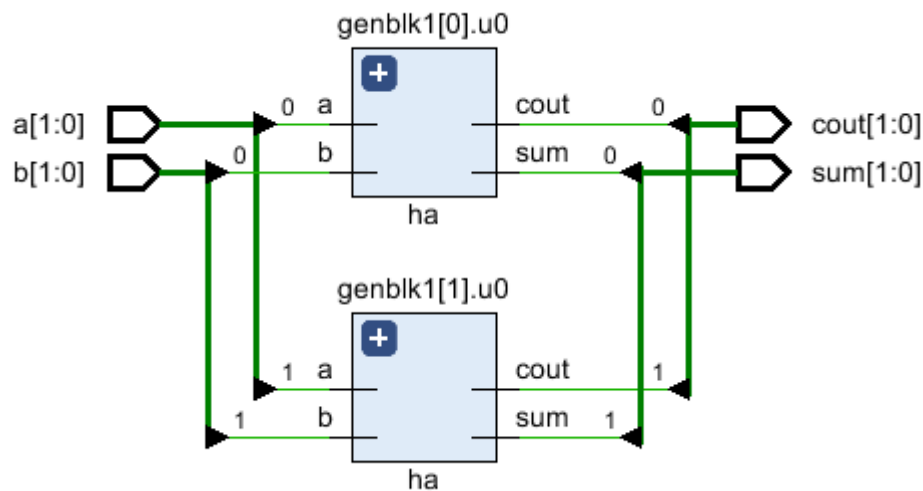 genblk1[0].u0
a[1:0] 0 a cout 0 cout[1:0]
b[1:0] 0 b sum 0 sum[1:0]
ha
genblk1[1].u0
1 a cout 1
1 b sum 1
ha